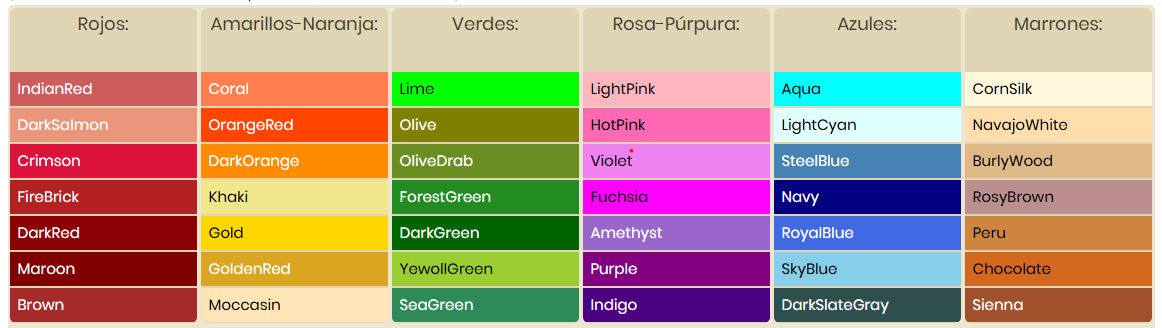 Rojos: Amarillos-Naranja: Verdes: Rosa-Púrpura: Azules: Marrones:
IndianRed Coral Lime LightPink Aqua CornSilk
DarkSalmon OrangeRed Olive HotPink LightCyan NavajoWhite
Crimson DarkOrange OliveDrab Violet SteelBlue BurlyWood
FireBrick Khaki ForestGreen Fuchsia Navy RosyBrown
DarkRed Gold DarkGreen Amethyst RoyalBlue Peru
Maroon GoldenRed YewollGreen Purple SkyBlue Chocolate
Brown Moccasin SeaGreen Indigo DarkSlateGray Sienna